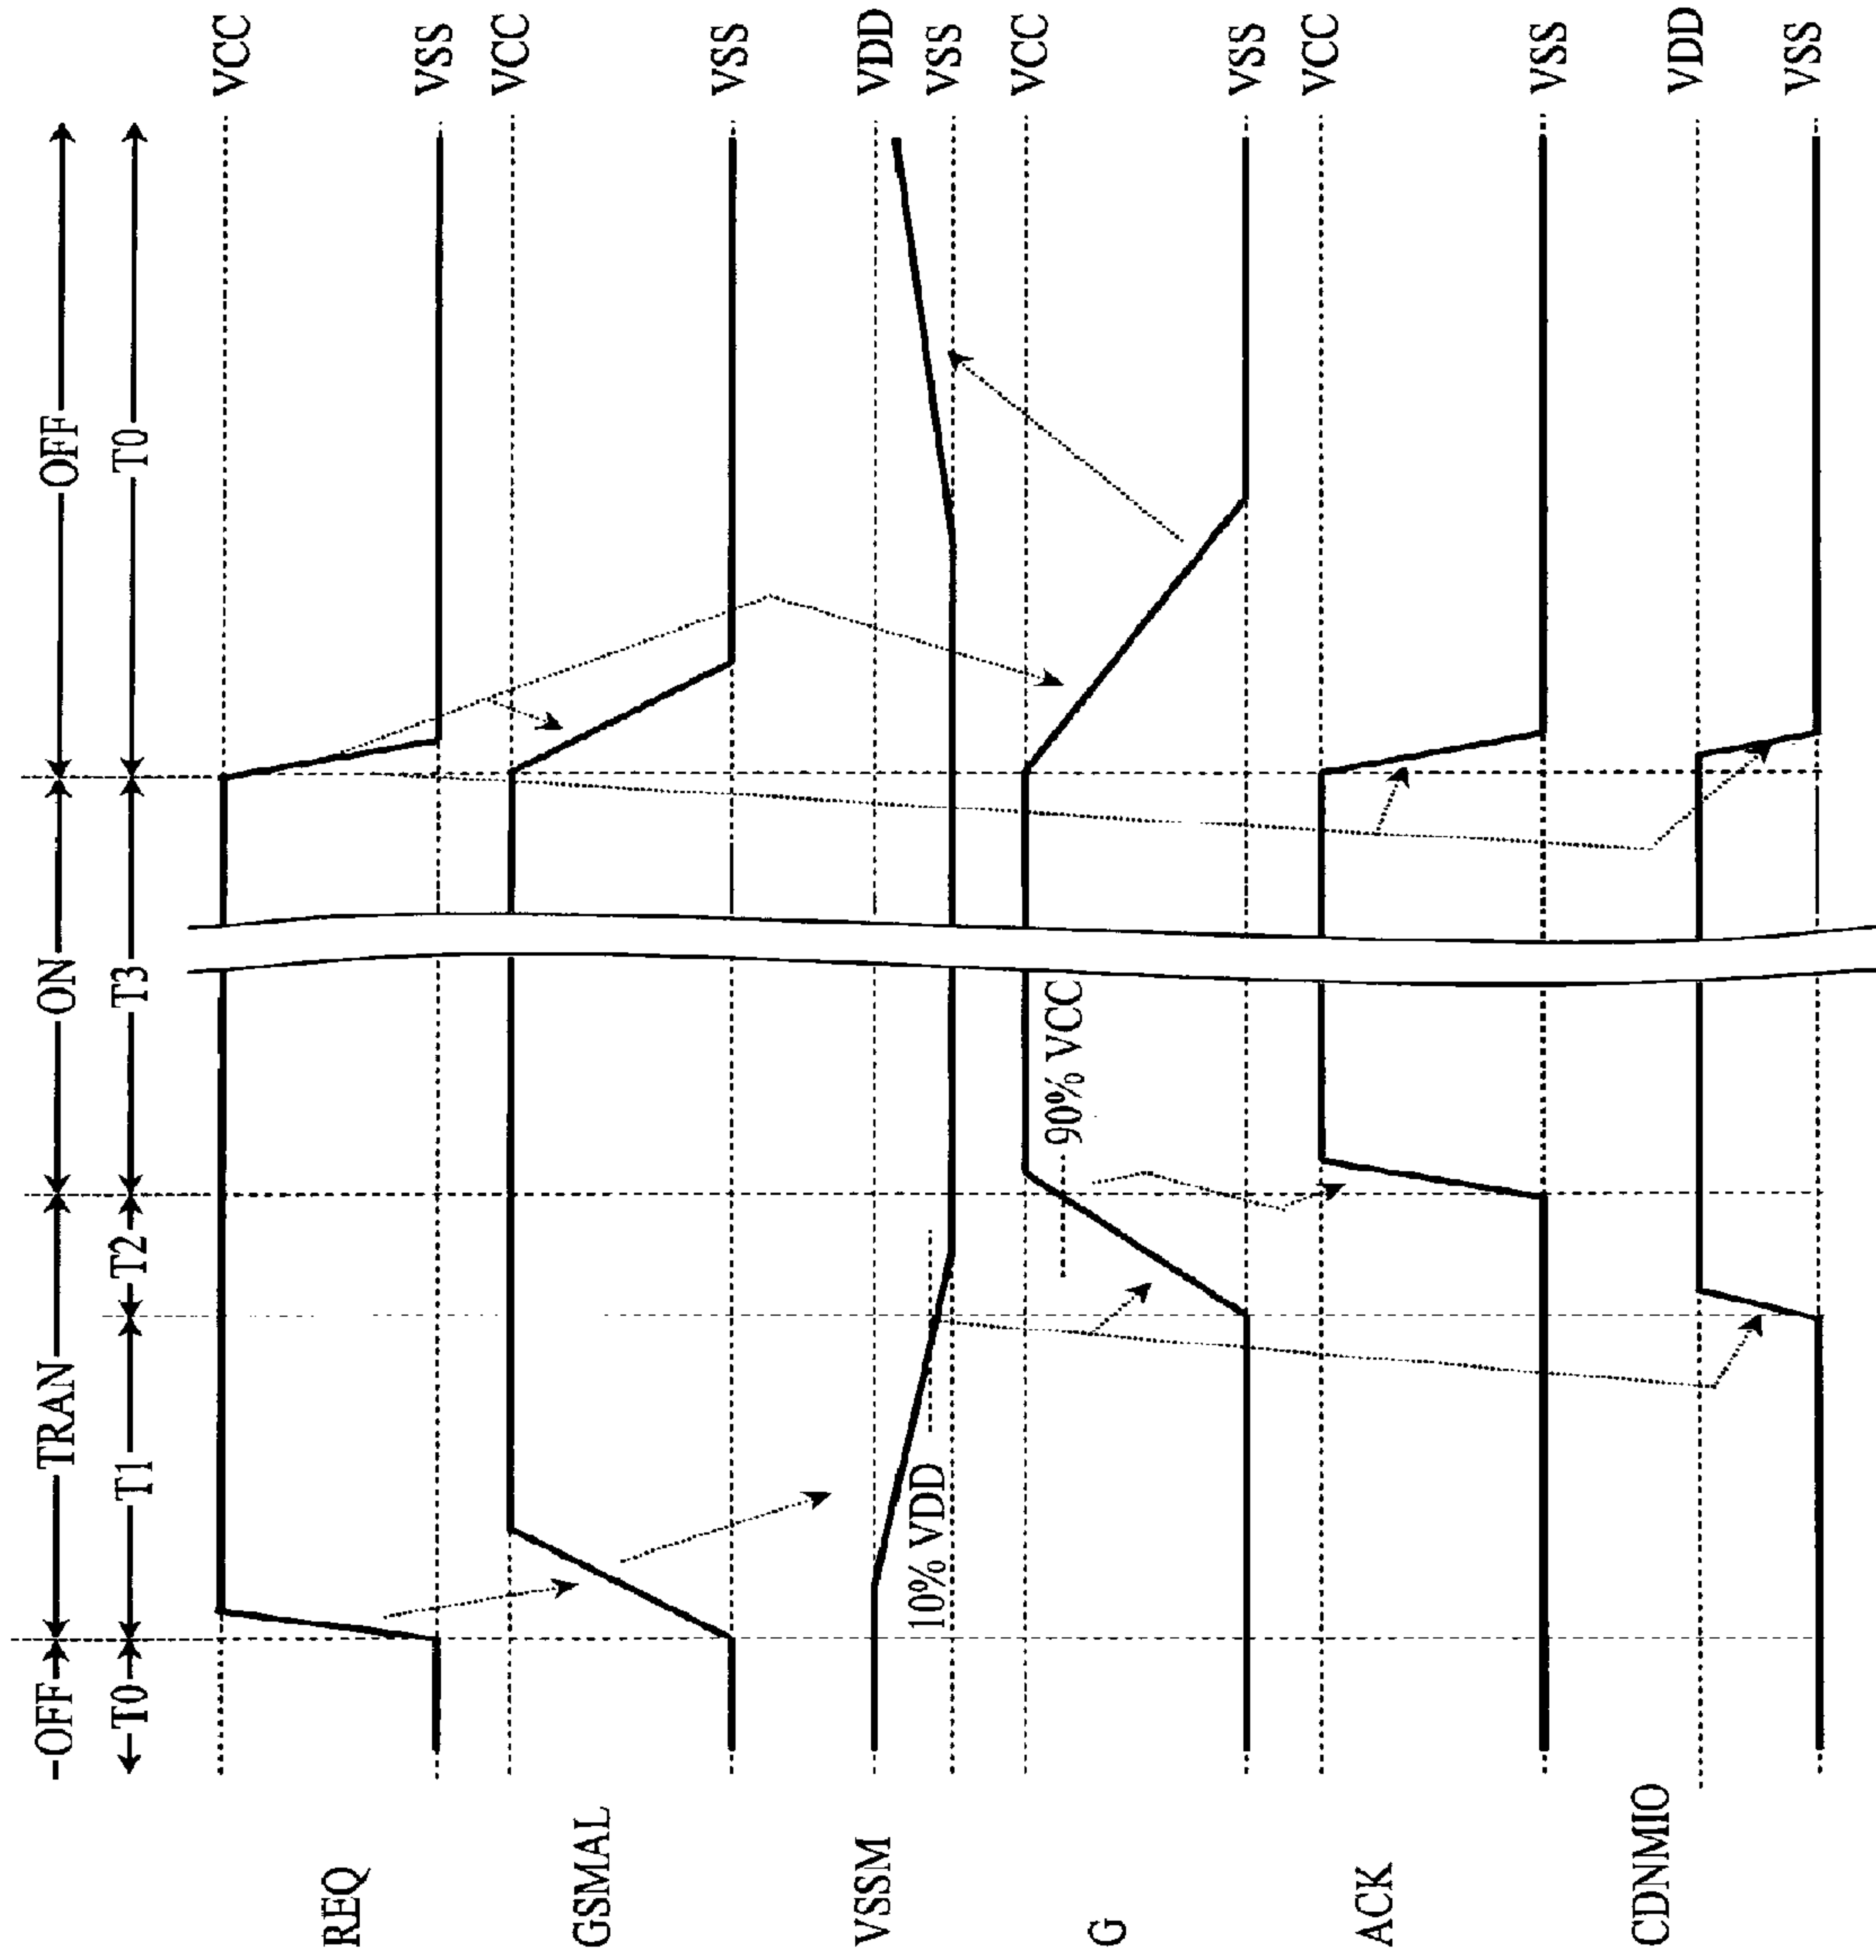 OFF TRAN ON OFF
T0 T1 T2 T3 T0
REQ VCC
VSS
GSMAL VCC
VSS
VSSM VDD
10% VDD
VSS
G VCC
90% VCC
VSS
ACK VCC
VSS
CDNMIO VDD
VSS